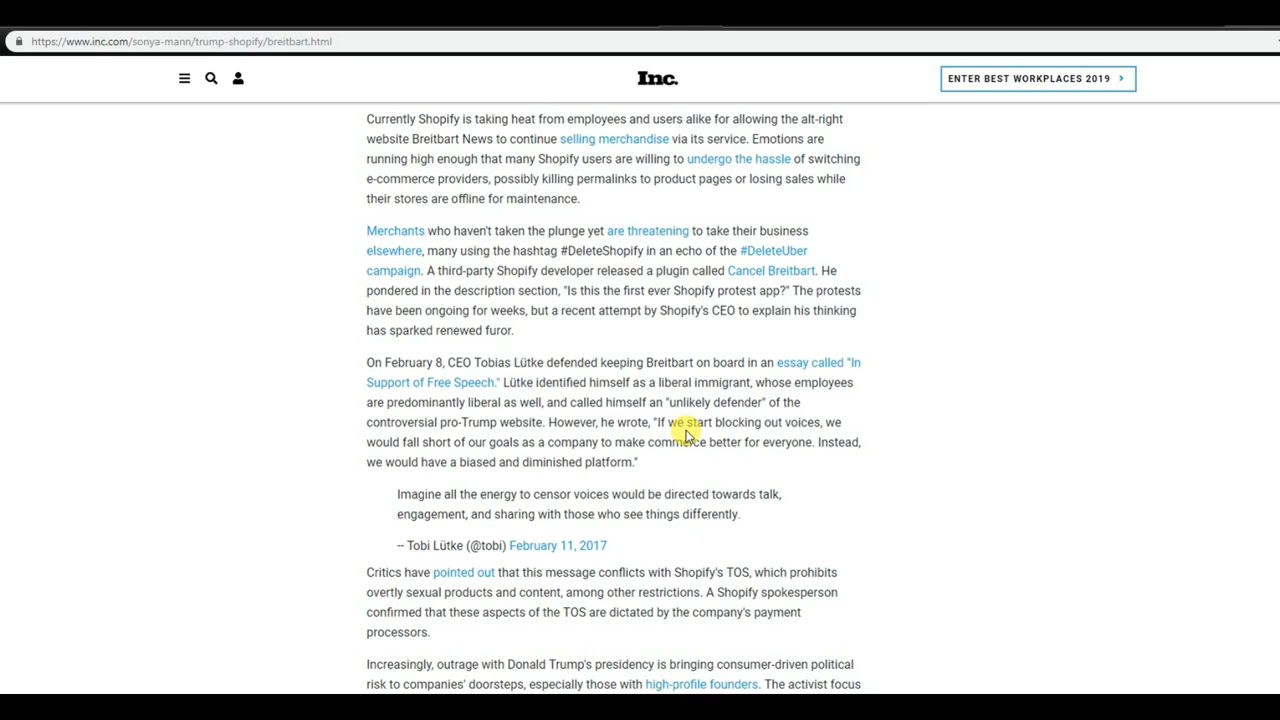 https://www.inc.com/sonya-mann/trump-shopify/breitbart.html
Inc.
ENTER BEST WORKPLACES 2019
Currently Shopify is taking heat from employees and users alike for allowing the alt-right
website Breitbart News to continue selling merchandise via its service. Emotions are
running high enough that many Shopify users are willing to undergo the hassle of switching
e-commerce providers, possibly killing permalinks to product pages or losing sales while
their stores are offline for maintenance.
Merchants who haven't taken the plunge yet are threatening to take their business
elsewhere, many using the hashtag #DeleteShopify in an echo of the #DeleteUber
campaign. A third-party Shopify developer released a plugin called Cancel Breitbart. He
pondered in the description section, "Is this the first ever Shopify protest app?" The protests
have been ongoing for weeks, but a recent attempt by Shopify's CEO to explain his thinking
has sparked renewed furor.
On February 8, CEO Tobias Lütke defended keeping Breitbart on board in an essay called "In
Support of Free Speech." Lütke identified himself as a liberal immigrant, whose employees
are predominantly liberal as well, and called himself an "unlikely defender" of the
controversial pro-Trump website. However, he wrote, "If we start blocking out voices, we
would fall short of our goals as a company to make commerce better for everyone. Instead,
we would have a biased and diminished platform."
Imagine all the energy to censor voices would be directed towards talk,
engagement, and sharing with those who see things differently.
-- Tobi Lütke (@tobi) February 11, 2017
Critics have pointed out that this message conflicts with Shopify's TOS, which prohibits
overtly sexual products and content, among other restrictions. A Shopify spokesperson
confirmed that these aspects of the TOS are dictated by the company's payment
processors.
Increasingly, outrage with Donald Trump's presidency is bringing consumer-driven political
risk to companies' doorsteps, especially those with high-profile founders. The activist focus